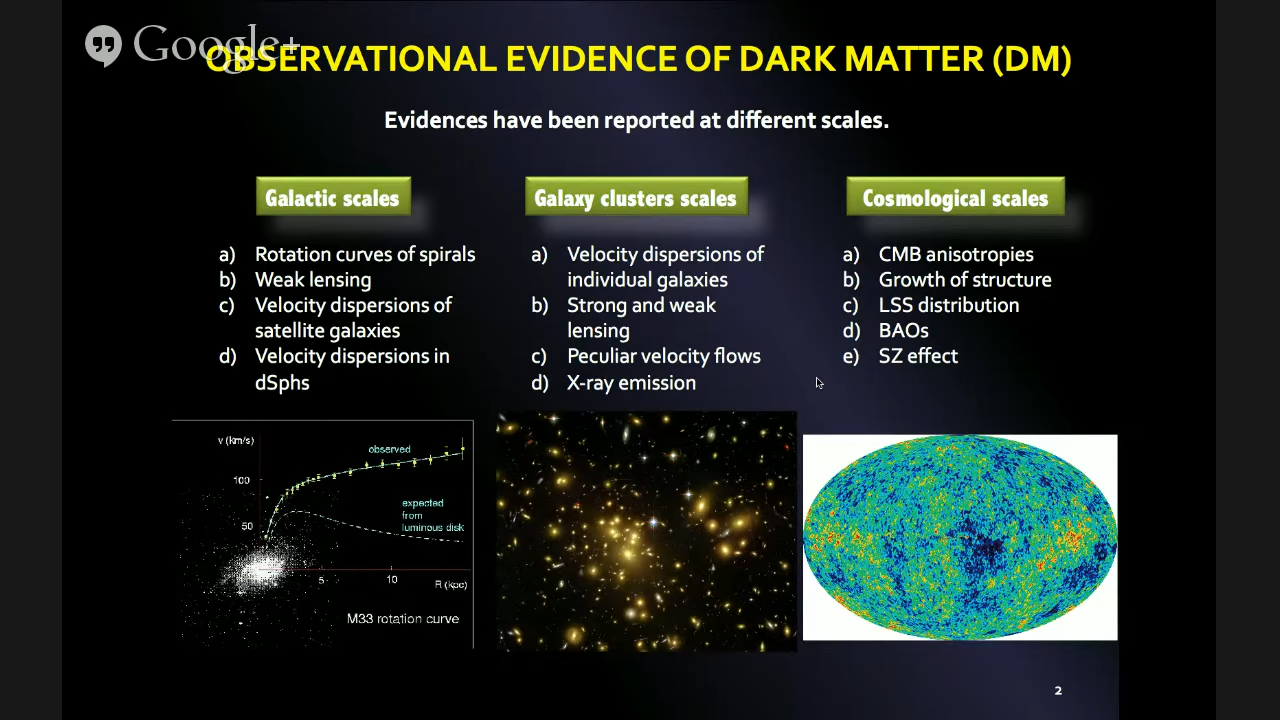 Google+
OBSERVATIONAL EVIDENCE OF DARK MATTER (DM)
Evidences have been reported at different scales.
Galactic scales
a) Rotation curves of spirals
b) Weak lensing
c) Velocity dispersions of
satellite galaxies
d) Velocity dispersions in
dSphs
Galaxy clusters scales
a) Velocity dispersions of
individual galaxies
b) Strong and weak
lensing
c) Peculiar velocity flows
d) X-ray emission
Cosmological scales
a) CMB anisotropies
b) Growth of structure
c) LSS distribution
d) BAOs
e) SZ effect
v (km/s)
observed
100
expected
from
luminous disk
50
5
10
R (kpc)
M33 rotation curve
2